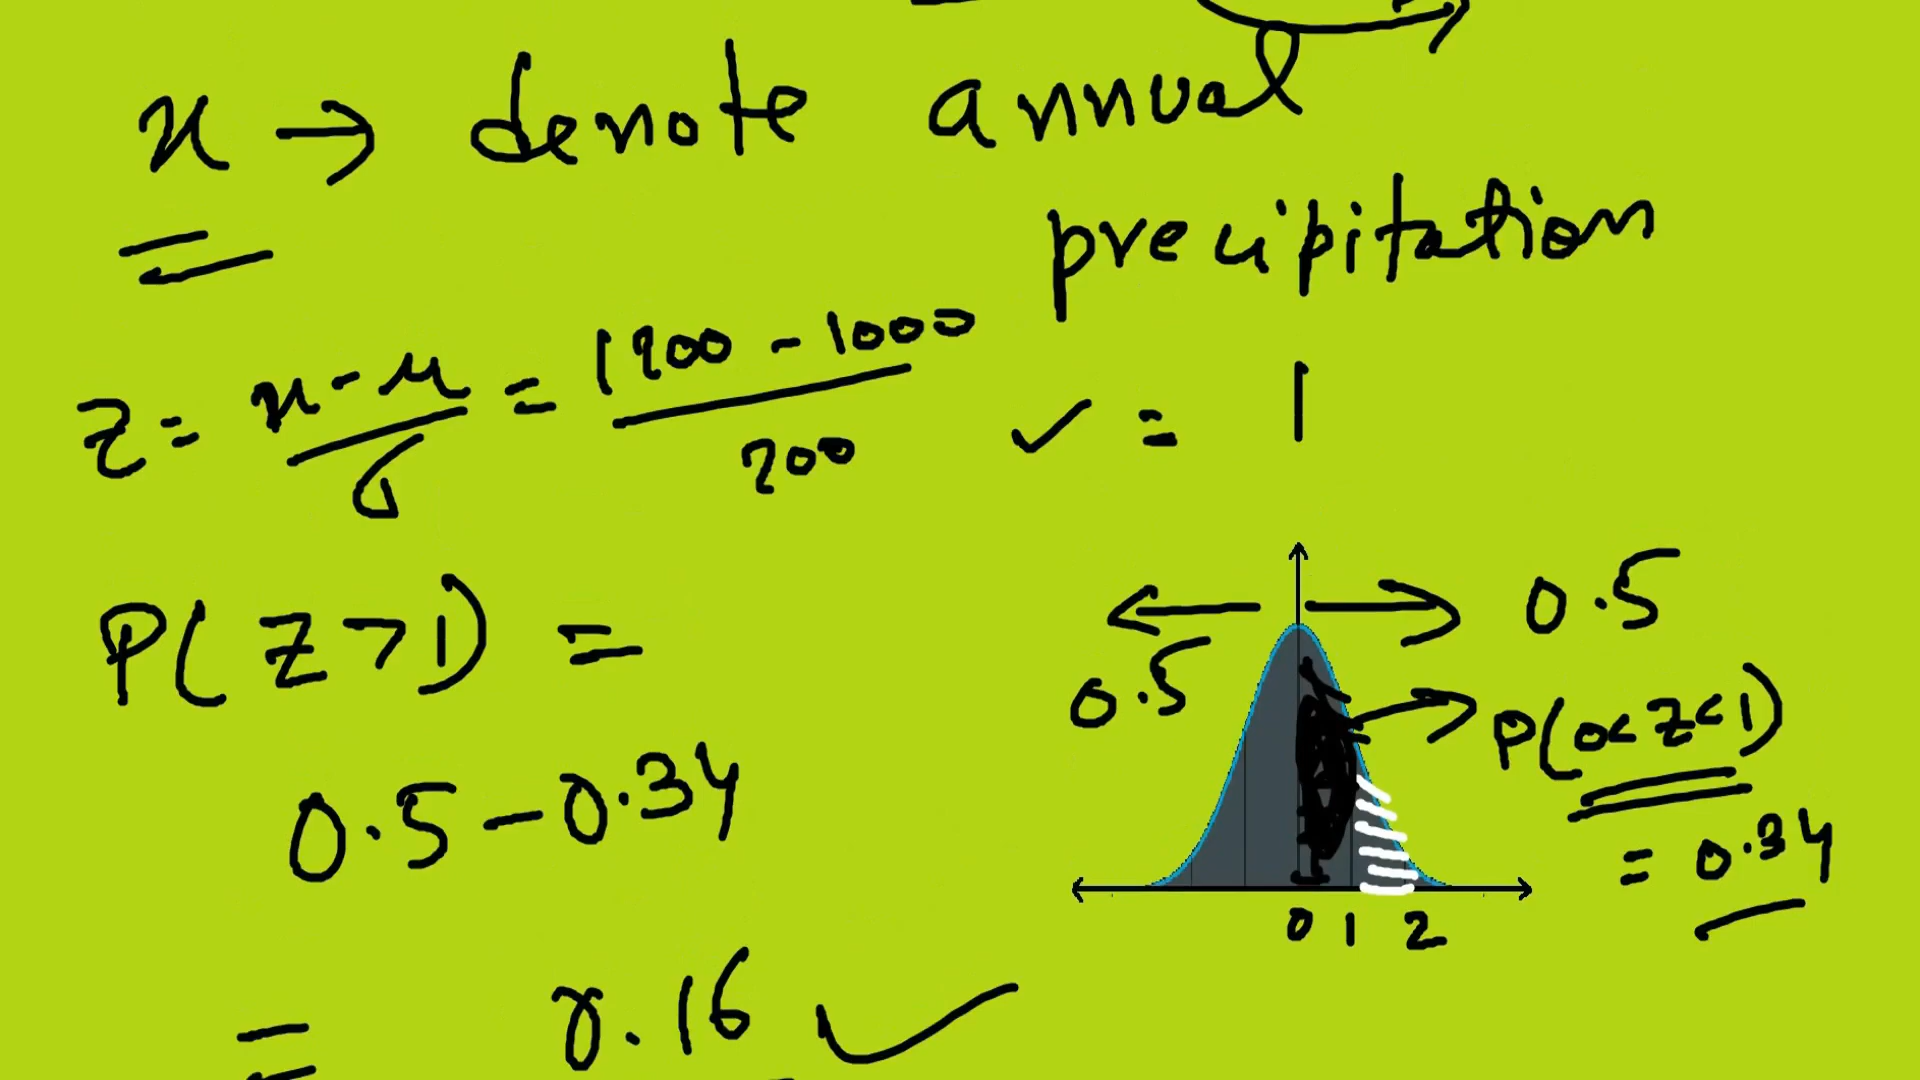 x → denote annual
precipitation
z = x - μ / σ = 1200 - 1000 / 200 ✓ = 1
P( Z > 1) =
0.5 - 0.34
= 0.16 ✓
0.5
0.5
P(0< Z < 1)
= 0.34
0 1 2